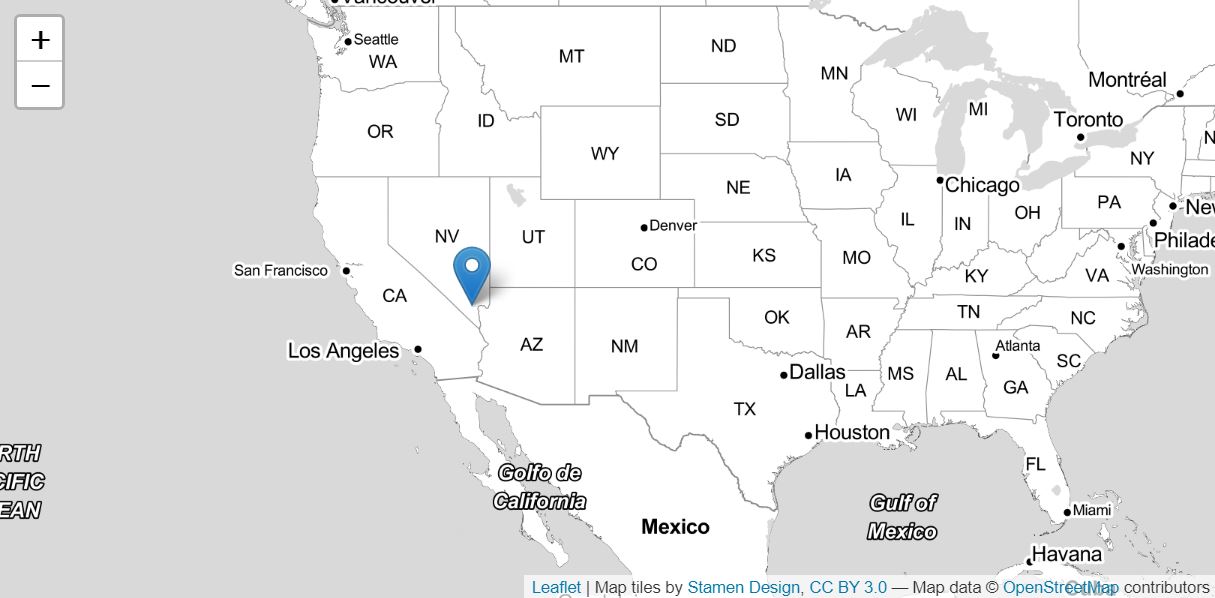 Vancouver
+
−
Seattle
WA
MT
ND
MN
OR
ID
SD
WI
MI
Montréal
Toronto
WY
NY
N
NE
IA
Chicago
IL
IN
OH
PA
New
NV
UT
Denver
CO
KS
MO
KY
VA
Philade
Washington
San Francisco
CA
Los Angeles
AZ
NM
OK
AR
TN
NC
Atlanta
SC
MS
AL
GA
Dallas
LA
TX
Houston
RTH
CIFIC
EAN
Golfo de
California
Gulf of
Mexico
FL
Miami
Mexico
Havana
Cuba
Leaflet | Map tiles by Stamen Design, CC BY 3.0 — Map data © OpenStreetMap contributors